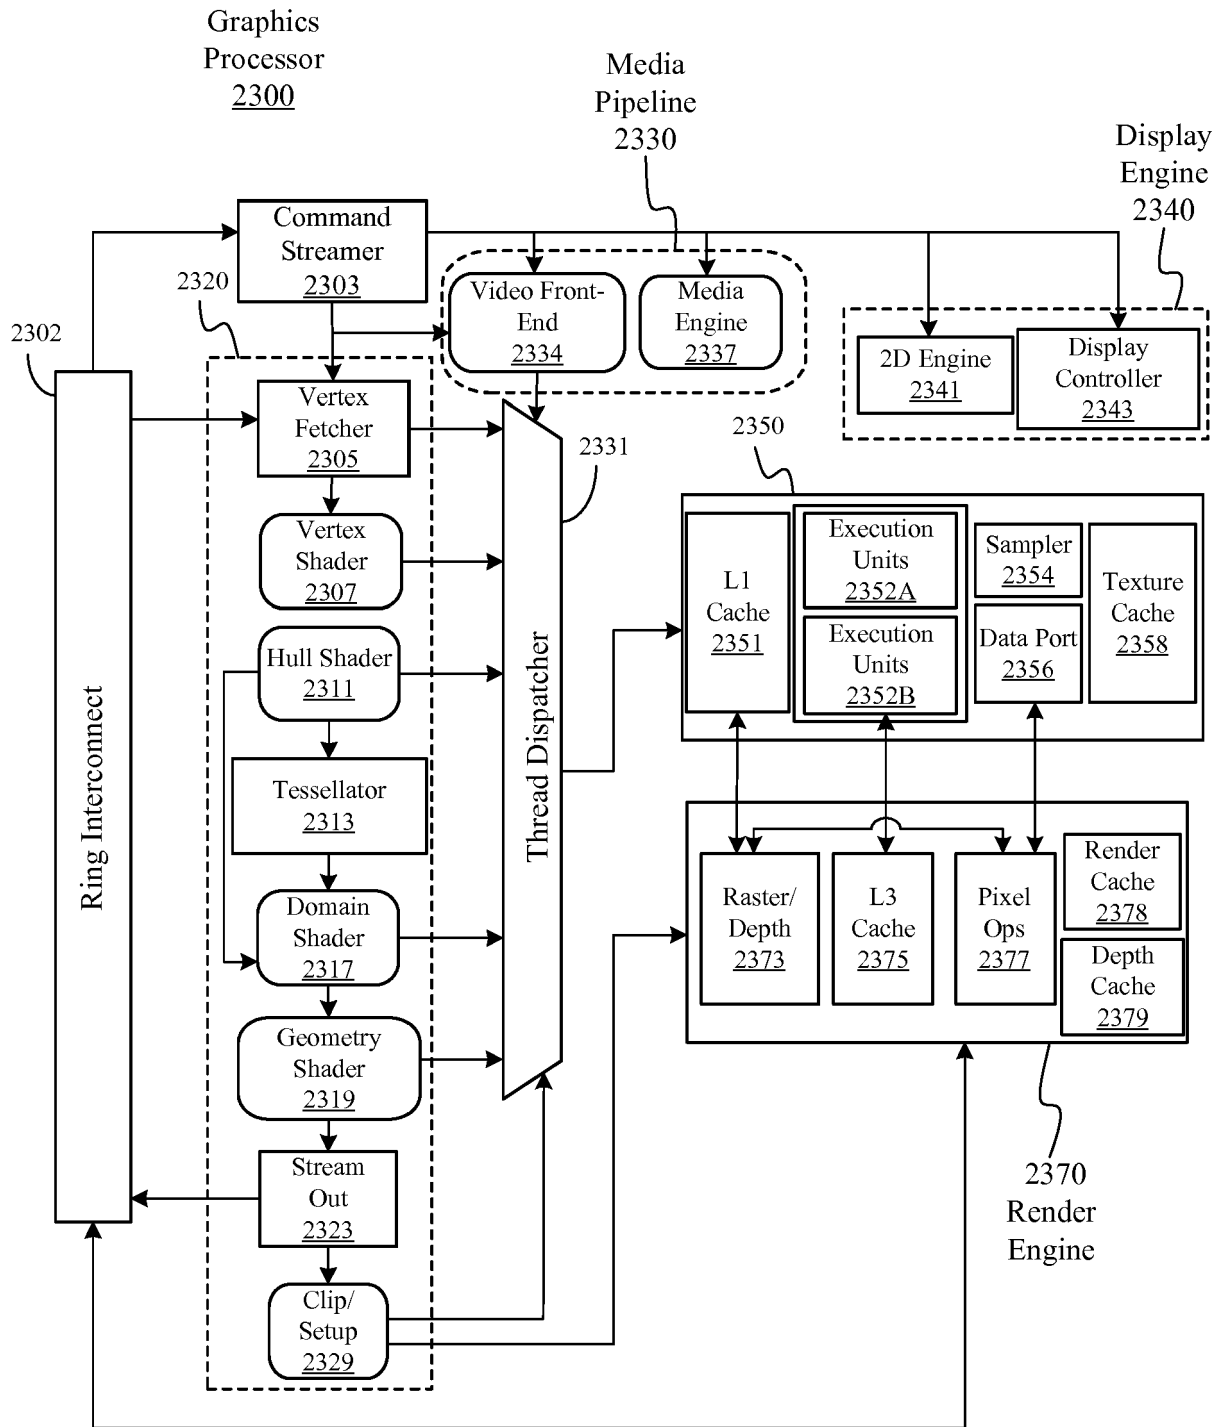 Graphics
Processor
2300
Media
Pipeline
2330
Display
Engine
2340
Command
Streamer
2303
2320
2302
Video Front-
End
2334
Media
Engine
2337
2D Engine
2341
Display
Controller
2343
Vertex
Fetcher
2305
2331
2350
Vertex
Shader
2307
Hull Shader
2311
Tessellator
2313
Domain
Shader
2317
Geometry
Shader
2319
Stream
Out
2323
Clip/
Setup
2329
Ring Interconnect
Thread Dispatcher
L1
Cache
2351
Execution
Units
2352A
Execution
Units
2352B
Sampler
2354
Data Port
2356
Texture
Cache
2358
Raster/
Depth
2373
L3
Cache
2375
Pixel
Ops
2377
Render
Cache
2378
Depth
Cache
2379
2370
Render
Engine